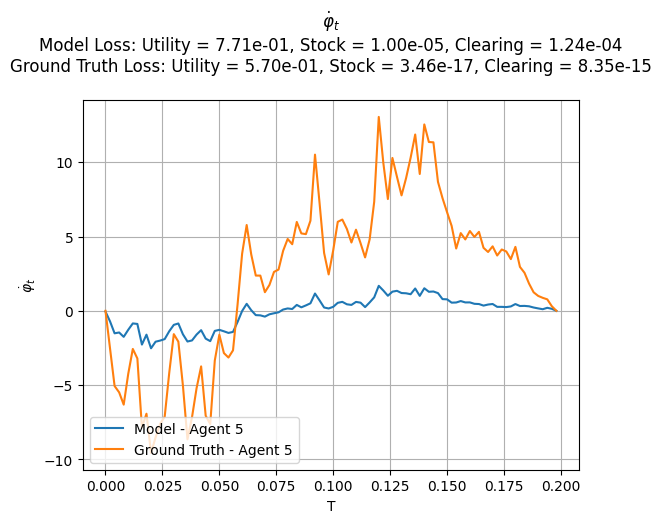 φ̇_t
Model Loss: Utility = 7.71e-01, Stock = 1.00e-05, Clearing = 1.24e-04
Ground Truth Loss: Utility = 5.70e-01, Stock = 3.46e-17, Clearing = 8.35e-15
φ̇_t
10
5
0
−5
−10
Model - Agent 5
Ground Truth - Agent 5
0.000 0.025 0.050 0.075 0.100 0.125 0.150 0.175 0.200
T